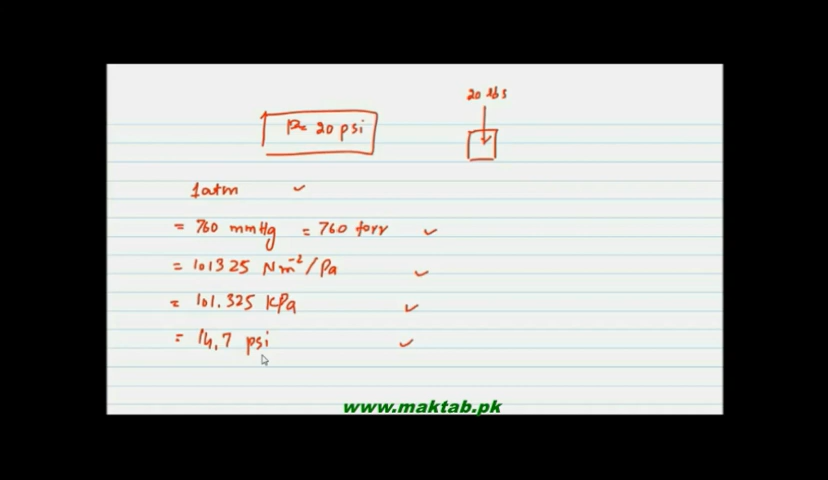 20 lbs
P= 20 psi
1atm
= 760 mmHg = 760 torr
= 101325 Nm⁻²/Pa
= 101.325 KPa
= 14,7 psi
www.maktab.pk